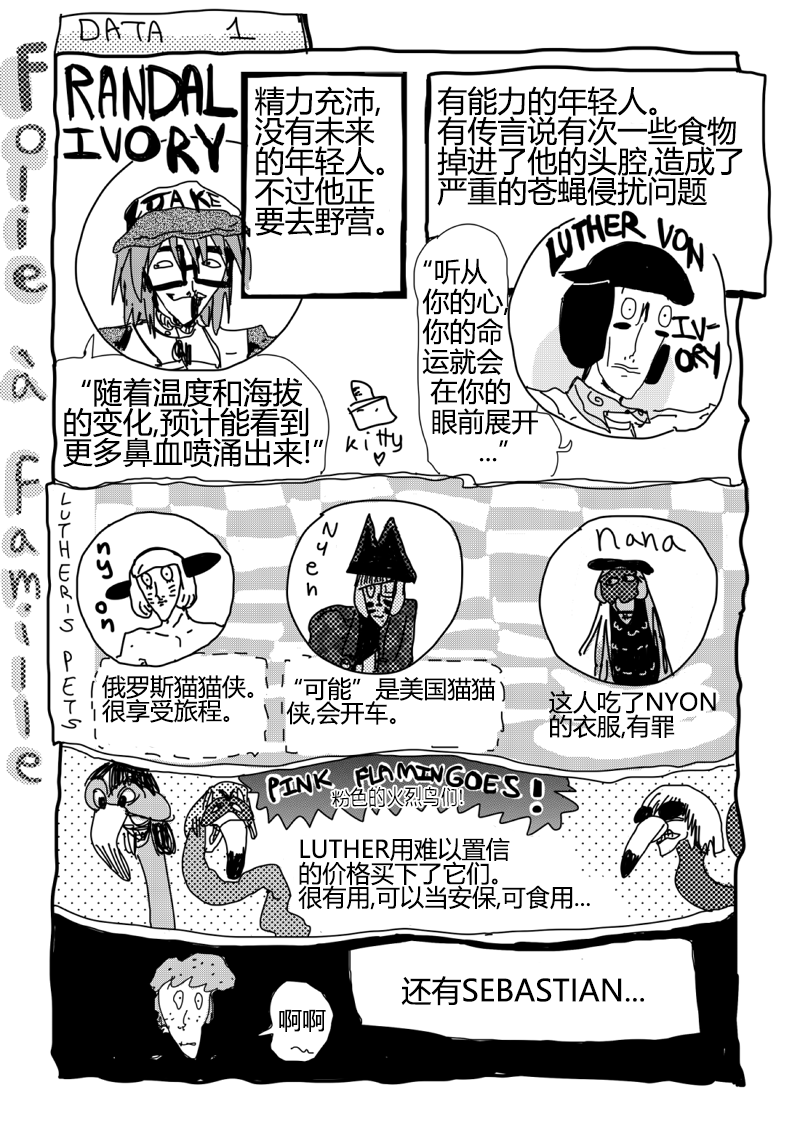 DATA 1
Folie à Famille
RANDAL
IVORY
精力充沛,
没有未来
的年轻人。
不过他正
要去野营。
DAKE
“随着温度和海拔
的变化,预计能看到
更多鼻血喷涌出来!”
kitty
有能力的年轻人。
有传言说有次一些食物
掉进了他的头腔,造成了
严重的苍蝇侵扰问题
LUTHER VON
IV-
ORY
“听从
你的心,
你的命
运就会
在你的
眼前展开
...”
LUTHER'S PETS
nyon
俄罗斯猫猫侠。
很享受旅程。
Nyen
“可能”是美国猫猫
侠,会开车。
nana
这人吃了NYON
的衣服,有罪
PINK FLAMINGOES!
粉色的火烈鸟们!
LUTHER用难以置信
的价格买下了它们。
很有用,可以当安保,可食用...
还有SEBASTIAN...
啊啊